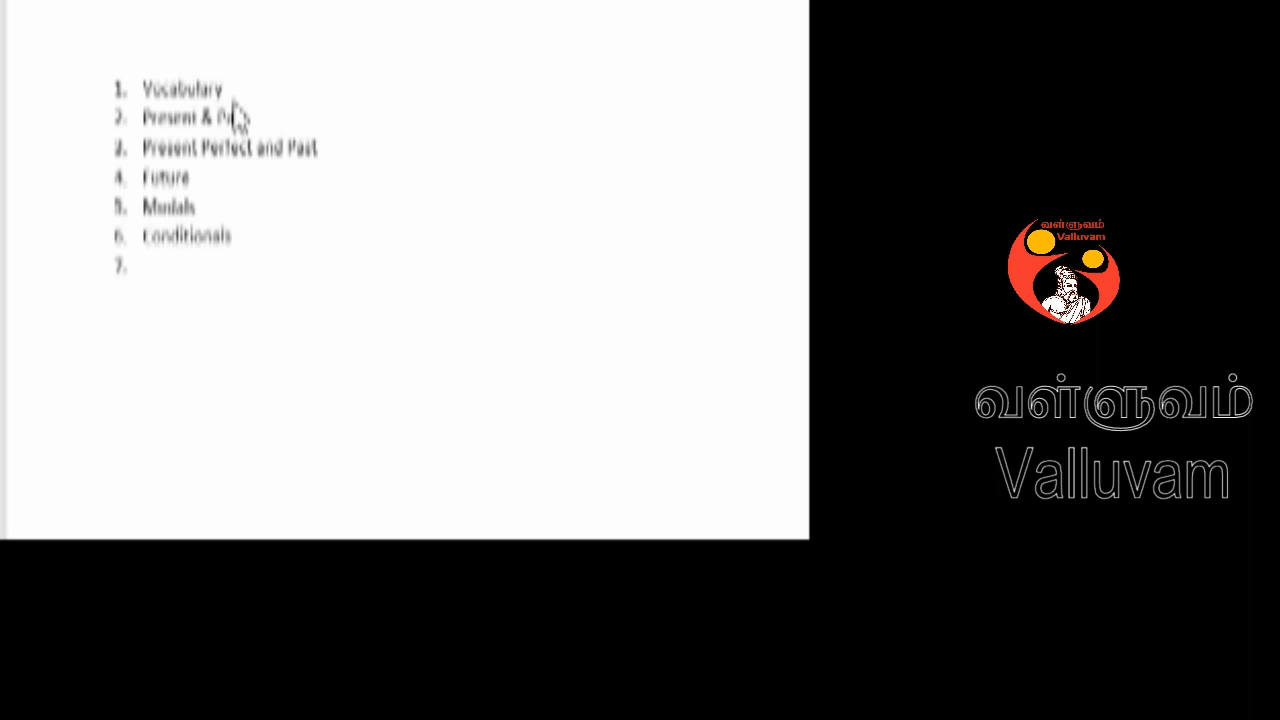 1. Vocabulary
2. Present &
3. Present Perfect and Past
4. Future
5. Modals
6. Conditionals
7.
வள்ளுவம்
Valluvam
வள்ளுவம்
Valluvam